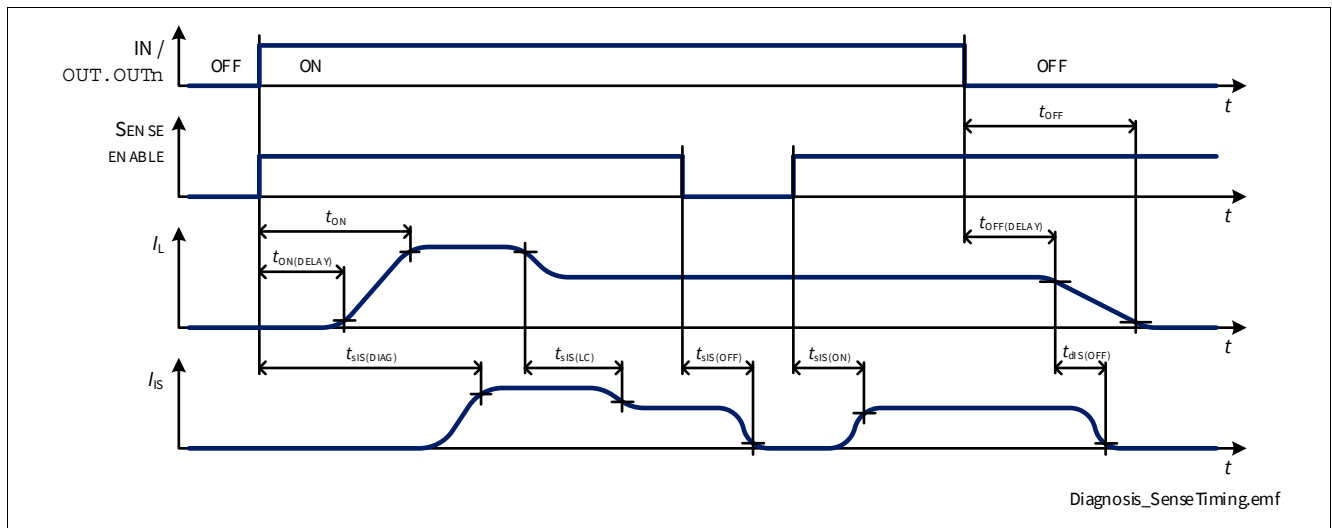 IN /
OUT.OUTn
OFF
ON
OFF
t
SENSE
ENABLE
tOFF
t
IL
tON
tON(DELAY)
tOFF(DELAY)
t
IIS
tsIS(DIAG)
tsIS(LC)
tsIS(OFF)
tsIS(ON)
tdIS(OFF)
t
Diagnosis_SenseTiming.emf